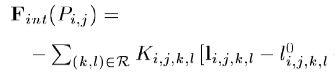 F_{int}(P_{i,j}) =
- ∑_{(k,l)∈R} K_{i,j,k,l} [l_{i,j,k,l} - l^0_{i,j,k,l}